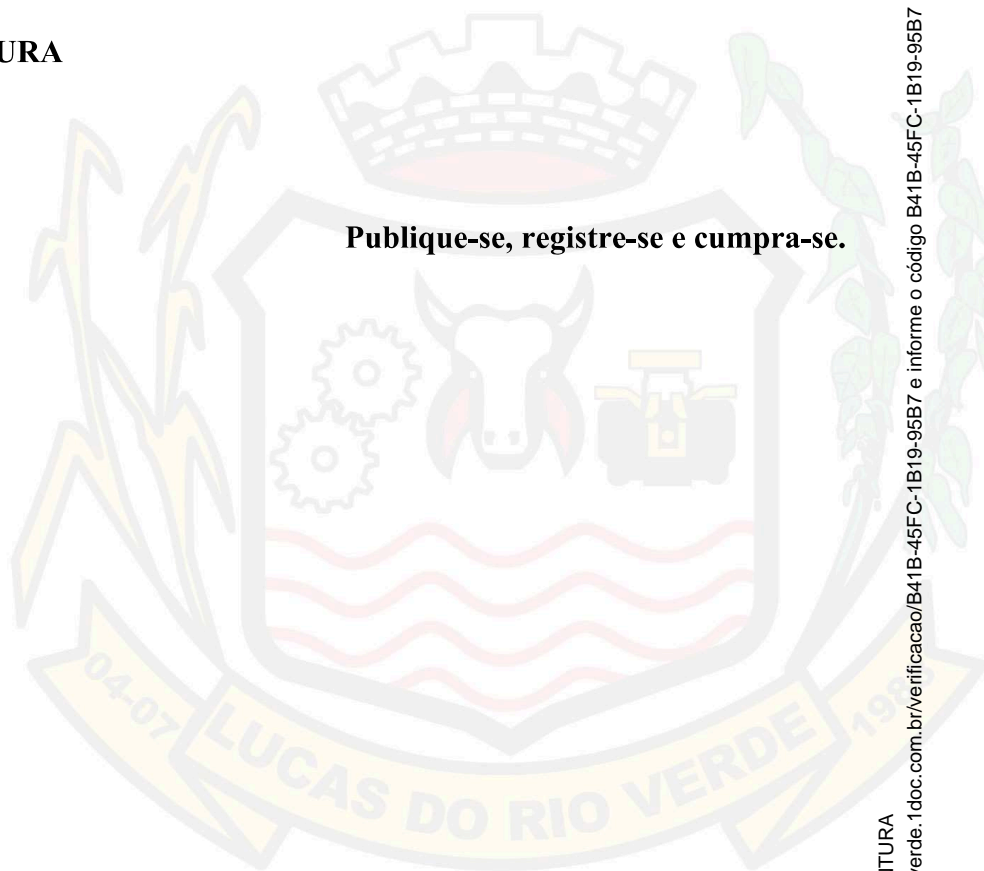 URA
Publique-se, registre-se e cumpra-se.
04-07
LUCAS DO RIO VERDE
ITURA
verde.1doc.com.br/verificacao/B41B-45FC-1B19-95B7 e informe o código B41B-45FC-1B19-95B7